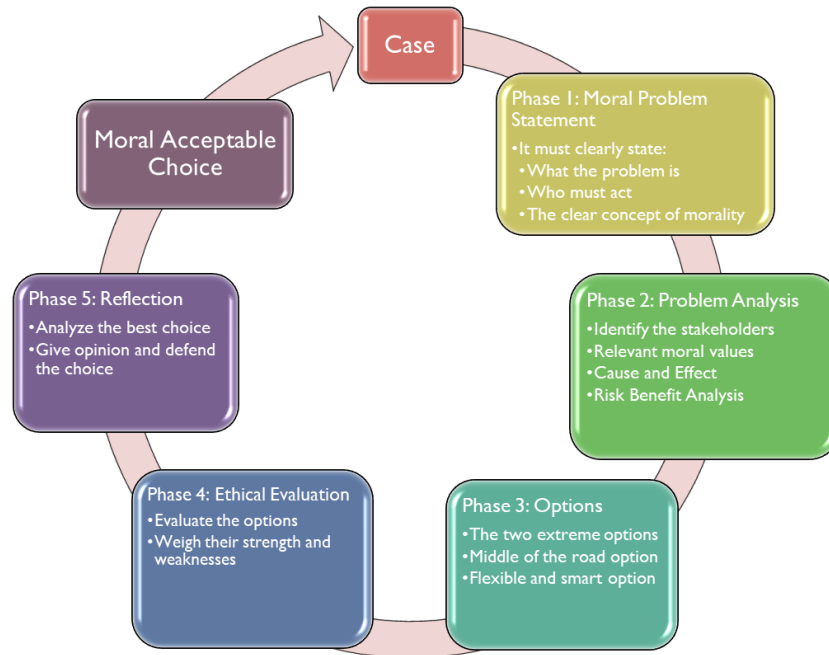 Case
Phase 1: Moral Problem
Statement
•It must clearly state:
•What the problem is
•Who must act
•The clear concept of morality
Phase 2: Problem Analysis
•Identify the stakeholders
•Relevant moral values
•Cause and Effect
•Risk Benefit Analysis
Phase 3: Options
•The two extreme options
•Middle of the road option
•Flexible and smart option
Phase 4: Ethical Evaluation
•Evaluate the options
•Weigh their strength and
weaknesses
Phase 5: Reflection
•Analyze the best choice
•Give opinion and defend
the choice
Moral Acceptable
Choice